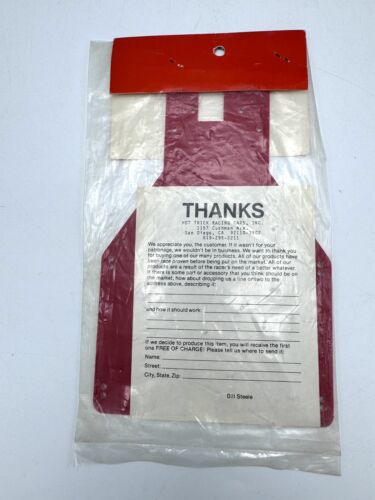 THANKS
HOT TRICK RACING CARS, INC.
1157 Cushman Ave.
San Diego, CA
619-295-2211
We appreciate you, the customer. If it wasn't for your
patronage, we wouldn't be in business. We want to thank you
for buying one of our many products. All of our products have
been race proven before being put on the market. All of our
products are a result of the racer's need of a better whatever.
If there is some part or accessory that you think should be on
the market, how about dropping us a line or two to the
address above, describing it:
and how it should work:
If we decide to produce this item, you will receive the first
one FREE OF CHARGE! Please tell us where to send it:
Name:
Street:
City, State, Zip:
Bill Steele